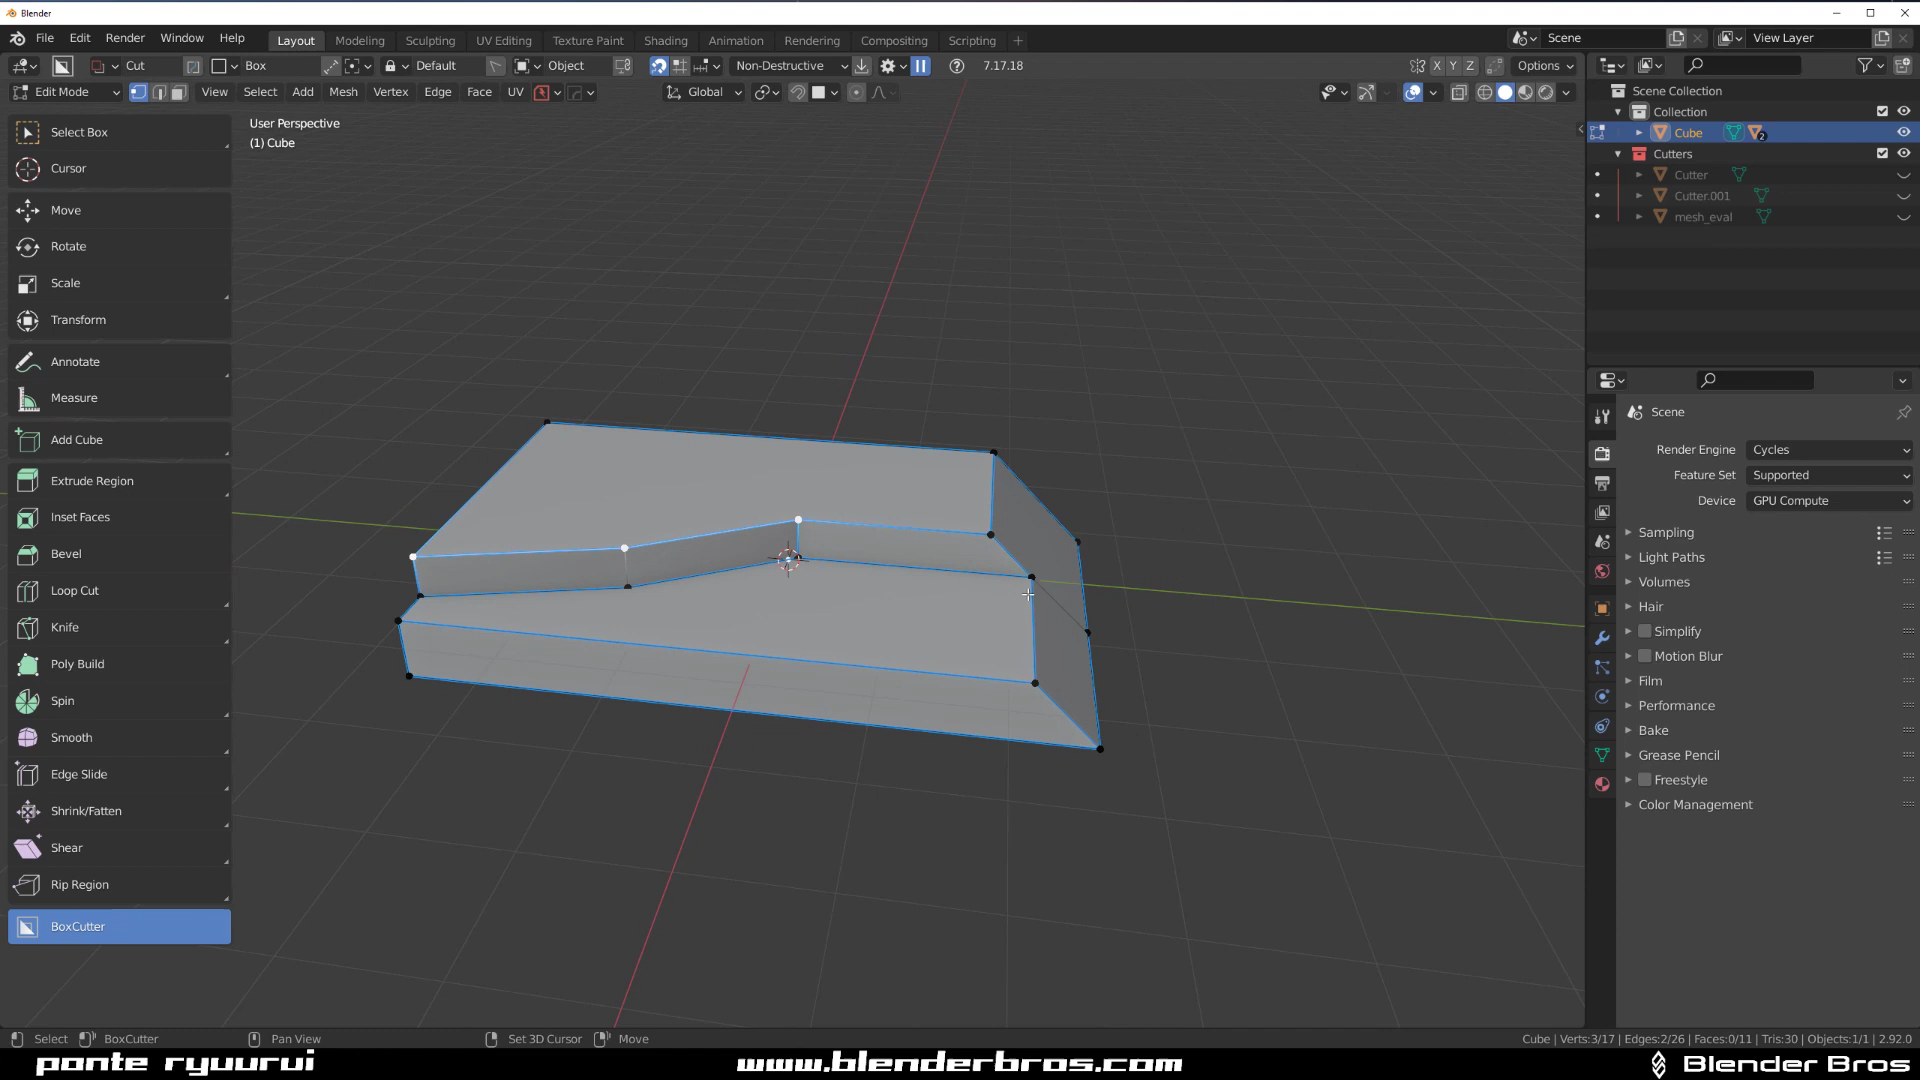 Blender
File Edit Render Window Help Layout Modeling Sculpting UV Editing Texture Paint Shading Animation Rendering Compositing Scripting + Scene View Layer
Cut Box Default Object Non-Destructive 7.17.18 X Y Z Options
Edit Mode View Select Add Mesh Vertex Edge Face UV Global
Scene Collection
Collection
Cube 2
Cutters
Cutter
Cutter.001
mesh_eval
User Perspective
(1) Cube
Select Box
Cursor
Move
Rotate
Scale
Transform
Annotate
Measure
Add Cube
Extrude Region
Inset Faces
Bevel
Loop Cut
Knife
Poly Build
Spin
Smooth
Edge Slide
Shrink/Fatten
Shear
Rip Region
BoxCutter
Scene
Render Engine Cycles
Feature Set Supported
Device GPU Compute
Sampling
Light Paths
Volumes
Hair
Simplify
Motion Blur
Film
Performance
Bake
Grease Pencil
Freestyle
Color Management
Select BoxCutter Pan View Set 3D Cursor Move Cube | Verts:3/17 | Edges:2/26 | Faces:0/11 | Tris:30 | Objects:1/1 | 2.92.0
ponte ryuurui www.blenderbros.com Blender Bros